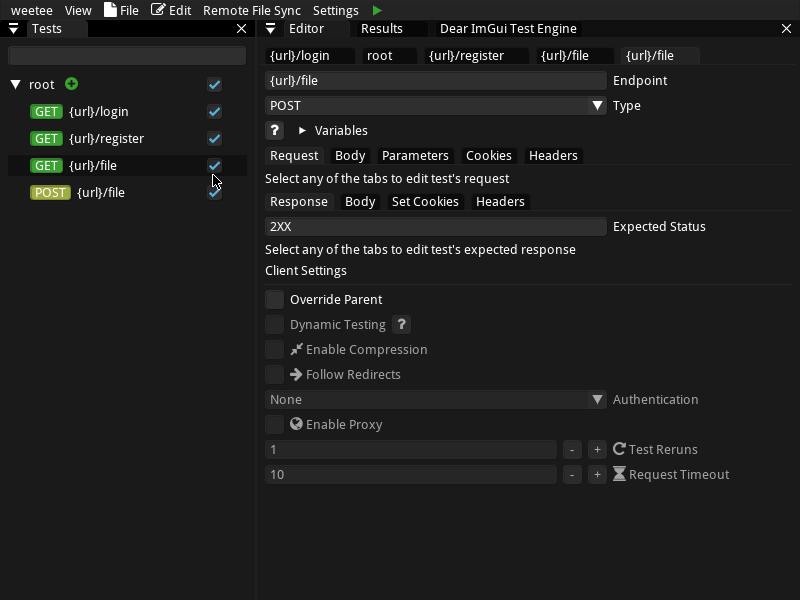 weetee View File Edit Remote File Sync Settings
Tests
root
GET {url}/login
GET {url}/register
GET {url}/file
POST {url}/file
Editor Results Dear ImGui Test Engine
{url}/login root {url}/register {url}/file {url}/file
{url}/file Endpoint
POST Type
? Variables
Request Body Parameters Cookies Headers
Select any of the tabs to edit test's request
Response Body Set Cookies Headers
2XX Expected Status
Select any of the tabs to edit test's expected response
Client Settings
Override Parent
Dynamic Testing ?
Enable Compression
Follow Redirects
None Authentication
Enable Proxy
1 - + Test Reruns
10 - + Request Timeout